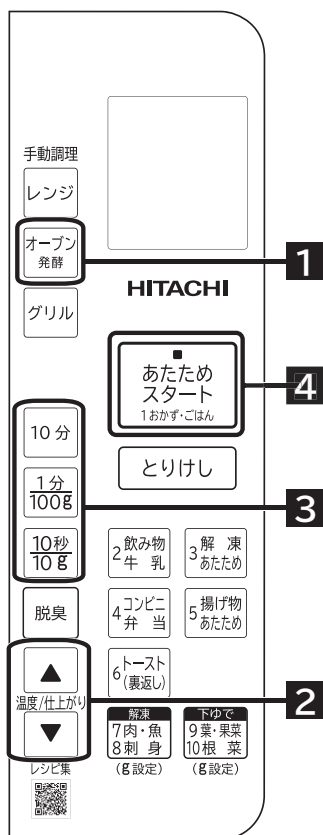 手動調理
レンジ
オーブン
発酵
1
HITACHI
グリル
あたため
スタート
1おかず・ごはん
4
とりけし
10分
1分
100g
10秒
10g
3
2飲み物
牛乳
3解凍
あたため
脱臭
4コンビニ
弁当
5揚げ物
あたため
▲
温度/仕上がり
▼
2
6トースト
(裏返し)
解凍
7肉・魚
8刺身
(g設定)
下ゆで
9葉・果菜
10根菜
(g設定)
レシピ集